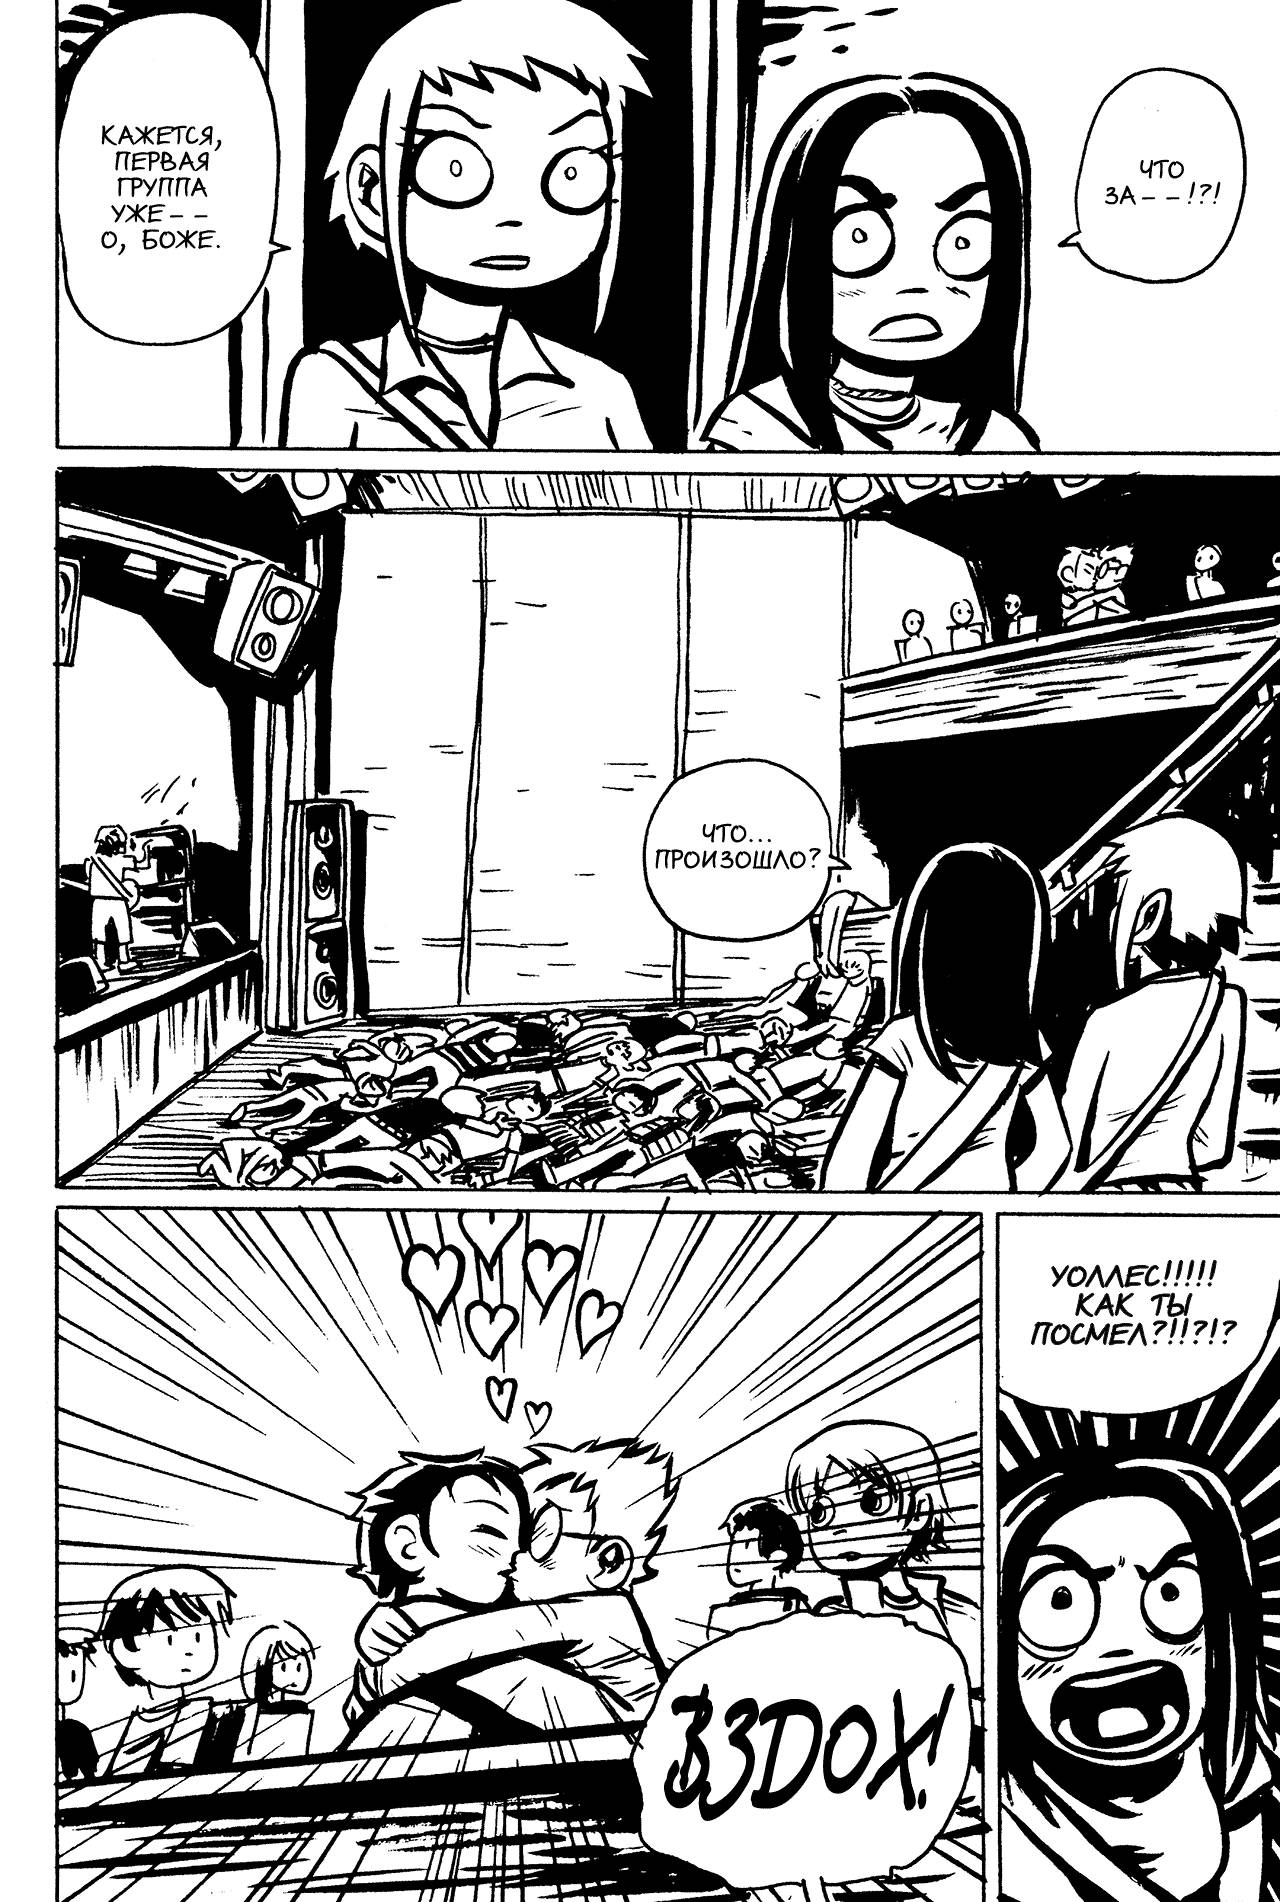 КАЖЕТСЯ,
ПЕРВАЯ
ГРУППА
УЖЕ--
О, БОЖЕ.
ЧТО
ЗА--!?!
ЧТО...
ПРОИЗОШЛО?
ВЗДОХ!
УОЛЛЕС!!!!!
КАК ТЫ
ПОСМЕЛ?!!?!?